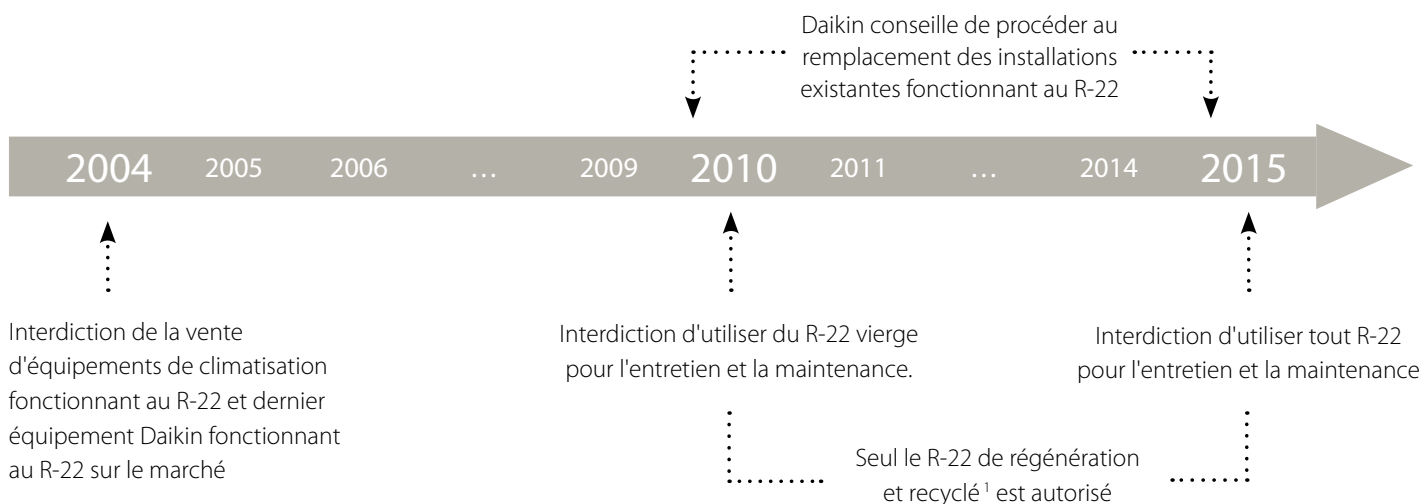 Daikin conseille de procéder au
remplacement des installations
existantes fonctionnant au R-22
2004 2005 2006 ... 2009 2010 2011 ... 2014 2015
Interdiction de la vente
d'équipements de climatisation
fonctionnant au R-22 et dernier
équipement Daikin fonctionnant
au R-22 sur le marché
Interdiction d'utiliser du R-22 vierge
pour l'entretien et la maintenance.
Interdiction d'utiliser tout R-22
pour l'entretien et la maintenance
Seul le R-22 de régénération
et recyclé ¹ est autorisé